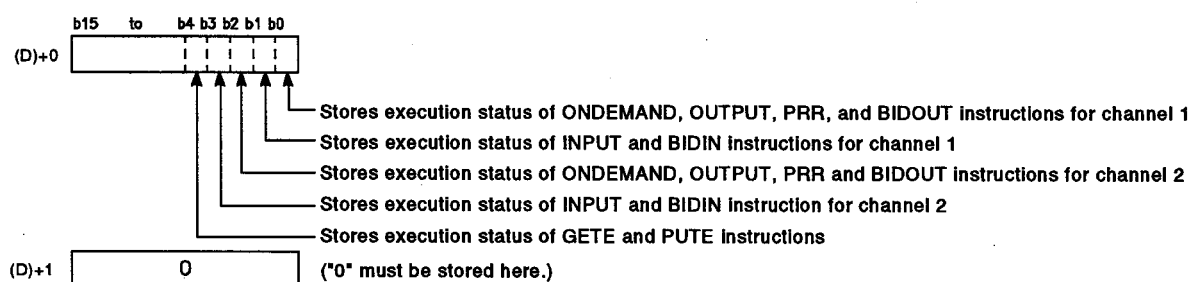 b15 to b4 b3 b2 b1 b0
(D)+0
Stores execution status of ONDEMAND, OUTPUT, PRR, and BIDOUT instructions for channel 1
Stores execution status of INPUT and BIDIN instructions for channel 1
Stores execution status of ONDEMAND, OUTPUT, PRR and BIDOUT instructions for channel 2
Stores execution status of INPUT and BIDIN instruction for channel 2
Stores execution status of GETE and PUTE instructions
(D)+1 0 ("0" must be stored here.)